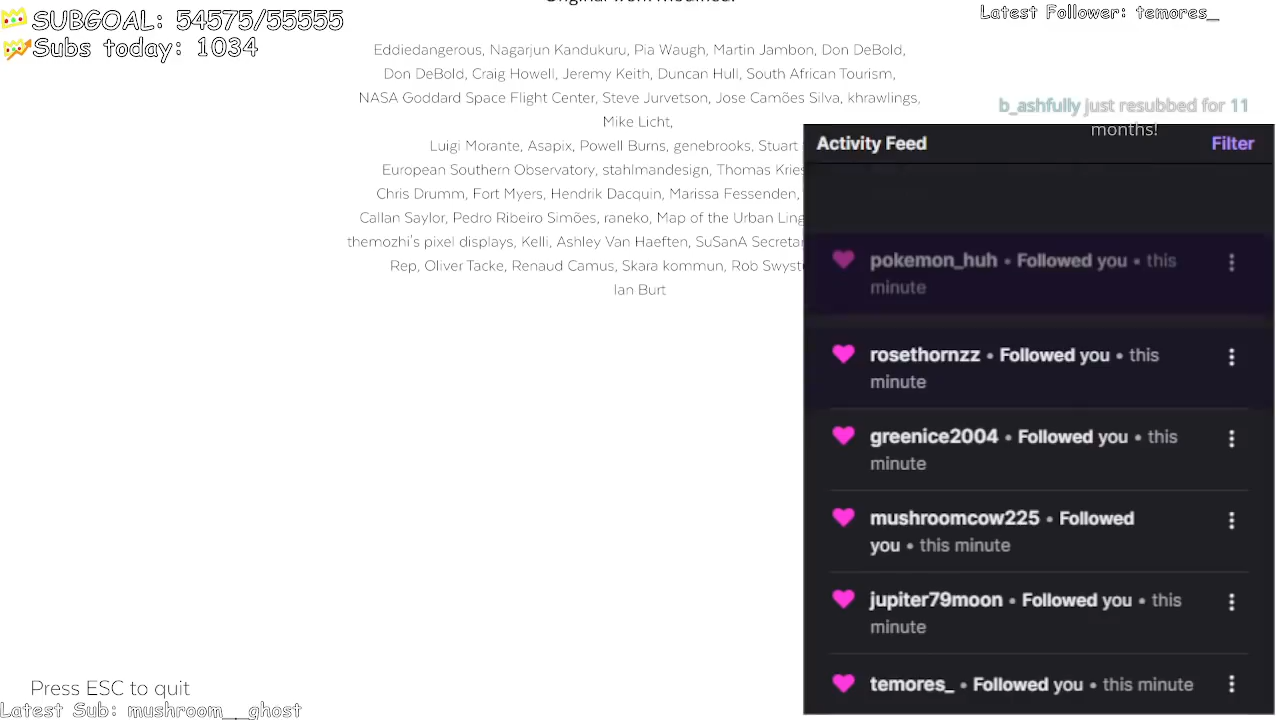 SUBGOAL: 54575/55555
Subs today: 1034
Original work modified.
Latest Follower: temores_
Eddiedangerous, Nagarjun Kandukuru, Pia Waugh, Martin Jambon, Don DeBold,
Don DeBold, Craig Howell, Jeremy Keith, Duncan Hull, South African Tourism,
NASA Goddard Space Flight Center, Steve Jurvetson, Jose Camões Silva, khrawlings,
Mike Licht,
Luigi Morante, Asapix, Powell Burns, genebrooks, Stuart
European Southern Observatory, stahlmandesign, Thomas Kries
Chris Drumm, Fort Myers, Hendrik Dacquin, Marissa Fessenden,
Callan Saylor, Pedro Ribeiro Simões, raneko, Map of the Urban Ling
themozhi's pixel displays, Kelli, Ashley Van Haeften, SuSanA Secretar
Rep, Oliver Tacke, Renaud Camus, Skara kommun, Rob Swyst
Ian Burt
b_ashfully just resubbed for 11
months!
Activity Feed Filter
pokemon_huh • Followed you • this
minute
rosethornzz • Followed you • this
minute
greenice2004 • Followed you • this
minute
mushroomcow225 • Followed
you • this minute
jupiter79moon • Followed you • this
minute
temores_ • Followed you • this minute
Press ESC to quit
Latest Sub: mushroom__ghost